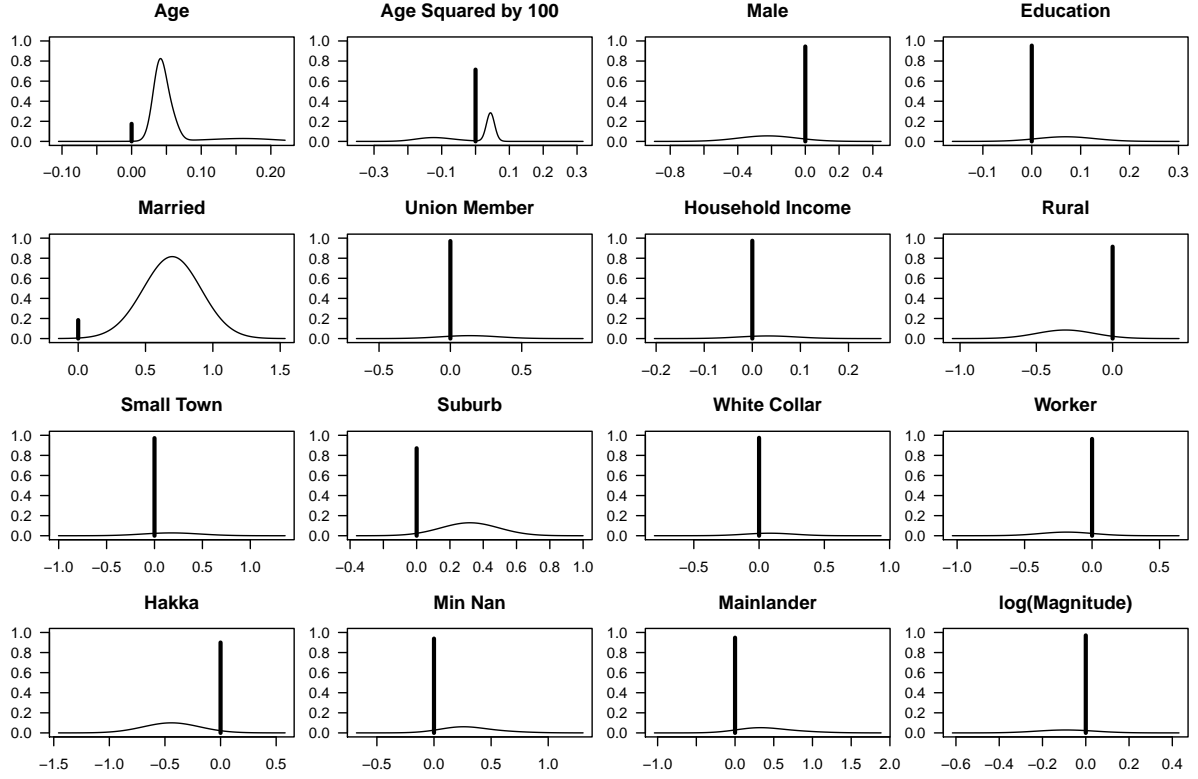 Age Age Squared by 100 Male Education
1.0 1.0 1.0 1.0
0.8 0.8 0.8 0.8
0.6 0.6 0.6 0.6
0.4 0.4 0.4 0.4
0.2 0.2 0.2 0.2
0.0 0.0 0.0 0.0
−0.10 0.00 0.10 0.20 −0.3 −0.1 0.1 0.2 0.3 −0.8 −0.4 0.0 0.2 0.4 −0.1 0.0 0.1 0.2 0.3
Married Union Member Household Income Rural
1.0 1.0 1.0 1.0
0.8 0.8 0.8 0.8
0.6 0.6 0.6 0.6
0.4 0.4 0.4 0.4
0.2 0.2 0.2 0.2
0.0 0.0 0.0 0.0
0.0 0.5 1.0 1.5 −0.5 0.0 0.5 −0.2 −0.1 0.0 0.1 0.2 −1.0 −0.5 0.0
Small Town Suburb White Collar Worker
1.0 1.0 1.0 1.0
0.8 0.8 0.8 0.8
0.6 0.6 0.6 0.6
0.4 0.4 0.4 0.4
0.2 0.2 0.2 0.2
0.0 0.0 0.0 0.0
−1.0 −0.5 0.0 0.5 1.0 −0.4 0.0 0.2 0.4 0.6 0.8 1.0 −0.5 0.0 0.5 1.0 −1.0 −0.5 0.0 0.5
Hakka Min Nan Mainlander log(Magnitude)
1.0 1.0 1.0 1.0
0.8 0.8 0.8 0.8
0.6 0.6 0.6 0.6
0.4 0.4 0.4 0.4
0.2 0.2 0.2 0.2
0.0 0.0 0.0 0.0
−1.5 −1.0 −0.5 0.0 0.5 −0.5 0.0 0.5 1.0 −1.0 0.0 0.5 1.0 1.5 2.0 −0.6 −0.4 −0.2 0.0 0.2 0.4